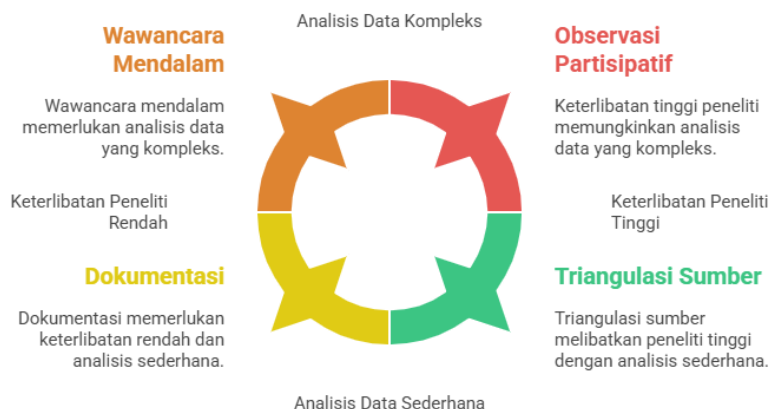 Analisis Data Kompleks
Wawancara
Mendalam
Wawancara mendalam
memerlukan analisis data
yang kompleks.
Observasi
Partisipatif
Keterlibatan tinggi peneliti
memungkinkan analisis
data yang kompleks.
Keterlibatan Peneliti
Rendah
Keterlibatan Peneliti
Tinggi
Dokumentasi
Dokumentasi memerlukan
keterlibatan rendah dan
analisis sederhana.
Triangulasi Sumber
Triangulasi sumber
melibatkan peneliti tinggi
dengan analisis sederhana.
Analisis Data Sederhana